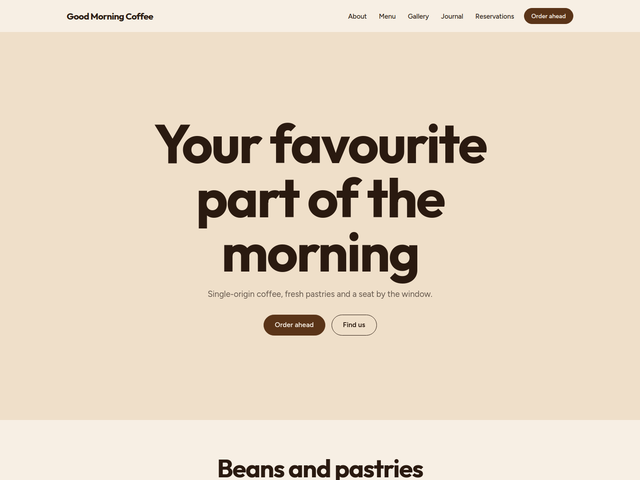 Good Morning Coffee
About Menu Gallery Journal Reservations Order ahead
Your favourite
part of the
morning
Single-origin coffee, fresh pastries and a seat by the window.
Order ahead Find us
Beans and pastries